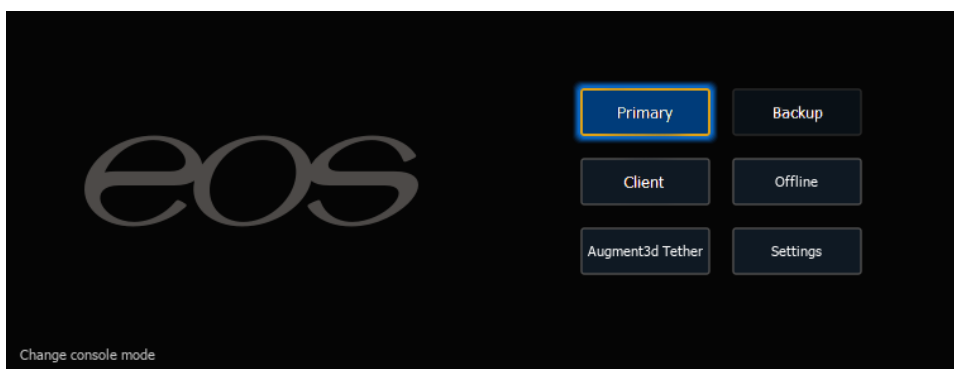 eos
Primary
Backup
Client
Offline
Augment3d Tether
Settings
Change console mode